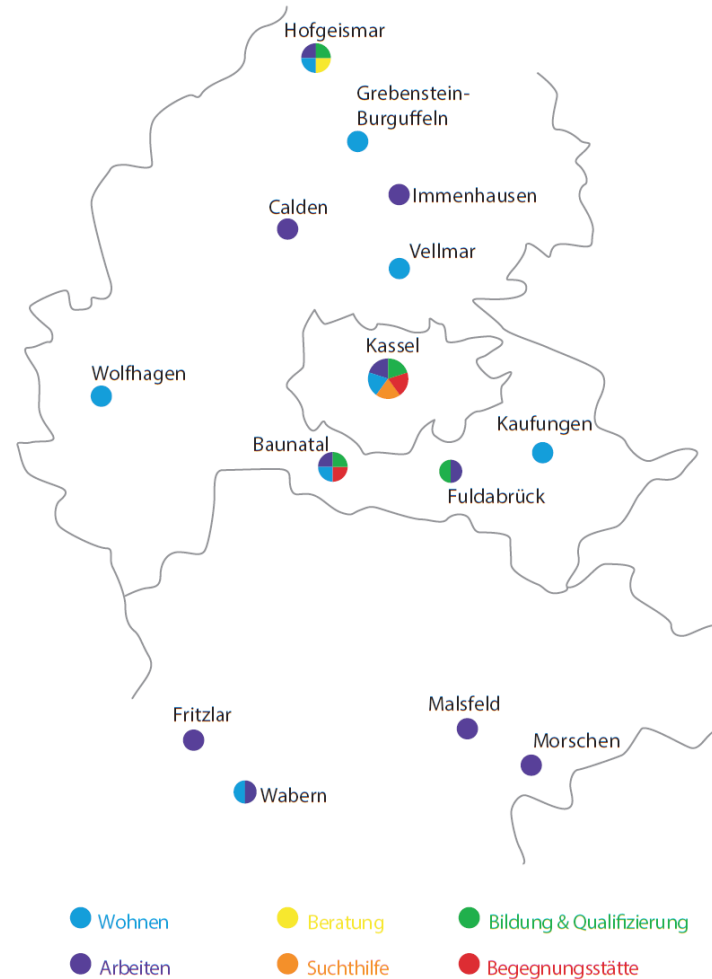 Hofgeismar
Grebenstein-
Burguffeln
Immenhausen
Calden
Vellmar
Kassel
Wolfhagen
Kaufungen
Baunatal
Fuldabrück
Malsfeld
Fritzlar
Morschen
Wabern
Wohnen
Beratung
Bildung & Qualifizierung
Arbeiten
Suchthilfe
Begegnungsstätte